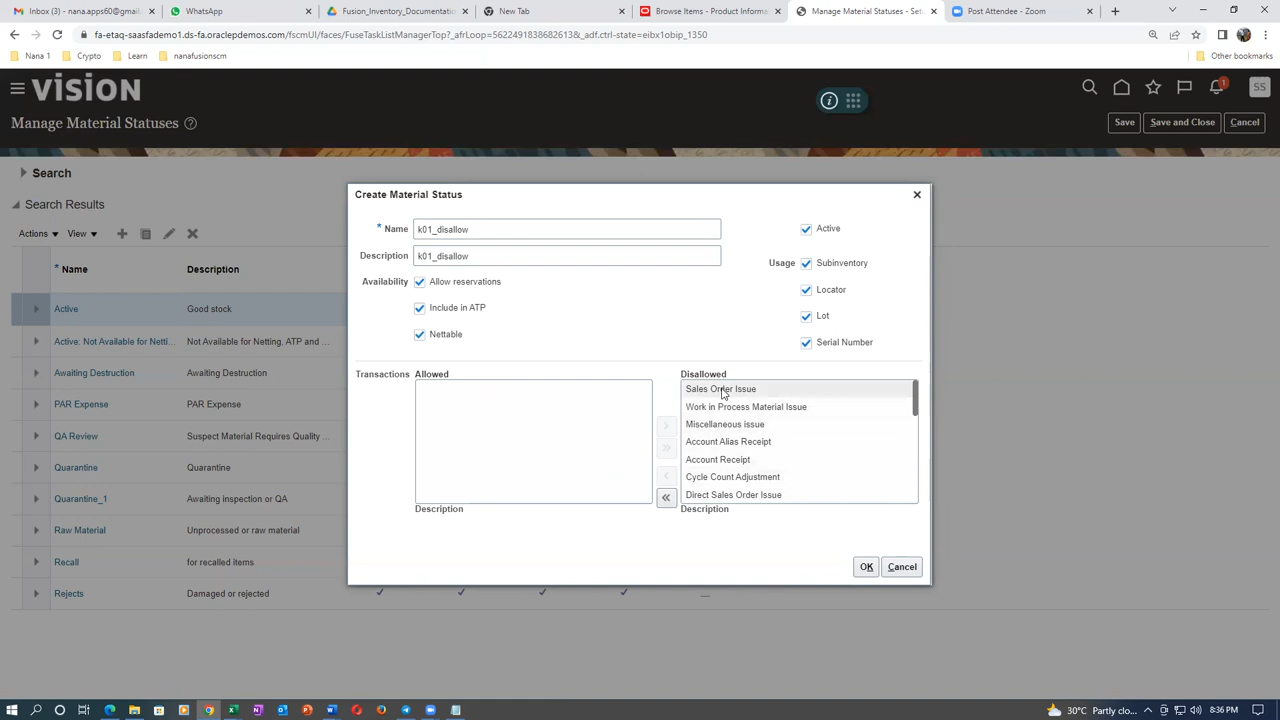 Inbox (3) - nana.apps60@gmail.
WhatsApp
Fusion_Inventory_Documentation
New Tab
Browse Items - Product Informa
Manage Material Statuses - Set
Post Attendee - Zoom
fa-etaq-saasfademo1.ds-fa.oraclepdemos.com/fscmUI/faces/FuseTaskListManagerTop?_afrLoop=5622491838682613&_adf.ctrl-state=eibx1obip_1350
Nana 1
Crypto
Learn
nanafusionscm
Other bookmarks
VISION
1
SS
Manage Material Statuses
Save
Save and Close
Cancel
Search
Search Results
Actions
View
* Name
Description
Active
Good stock
Active: Not Available for Netti...
Not Available for Netting, ATP and ...
Awaiting Destruction
Awaiting Destruction
PAR Expense
PAR Expense
QA Review
Suspect Material Requires Quality ...
Quarantine
Quarantine
Quarantine_1
Awaiting inspection or QA
Raw Material
Unprocessed or raw material
Recall
for recalled items
Rejects
Damaged or rejected
Create Material Status
* Name
k01_disallow
Description
k01_disallow
Availability
Allow reservations
Include in ATP
Nettable
Active
Usage
Subinventory
Locator
Lot
Serial Number
Transactions
Allowed
Disallowed
Sales Order Issue
Work in Process Material Issue
Miscellaneous issue
Account Alias Receipt
Account Receipt
Cycle Count Adjustment
Direct Sales Order Issue
Description
Description
OK
Cancel
30°C Partly clo...
8:36 PM